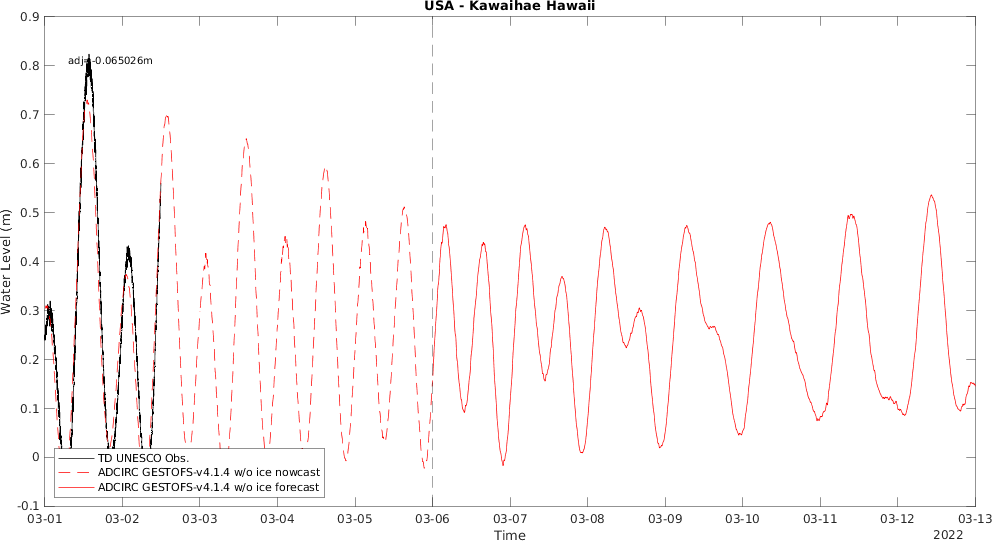 USA - Kawaihae Hawaii
adj=-0.065026m
0.9
0.8
0.7
0.6
0.5
0.4
0.3
0.2
0.1
0
-0.1
Water Level (m)
TD UNESCO Obs.
ADCIRC GESTOFS-v4.1.4 w/o ice nowcast
ADCIRC GESTOFS-v4.1.4 w/o ice forecast
03-01 03-02 03-03 03-04 03-05 03-06 03-07 03-08 03-09 03-10 03-11 03-12 03-13
Time
2022